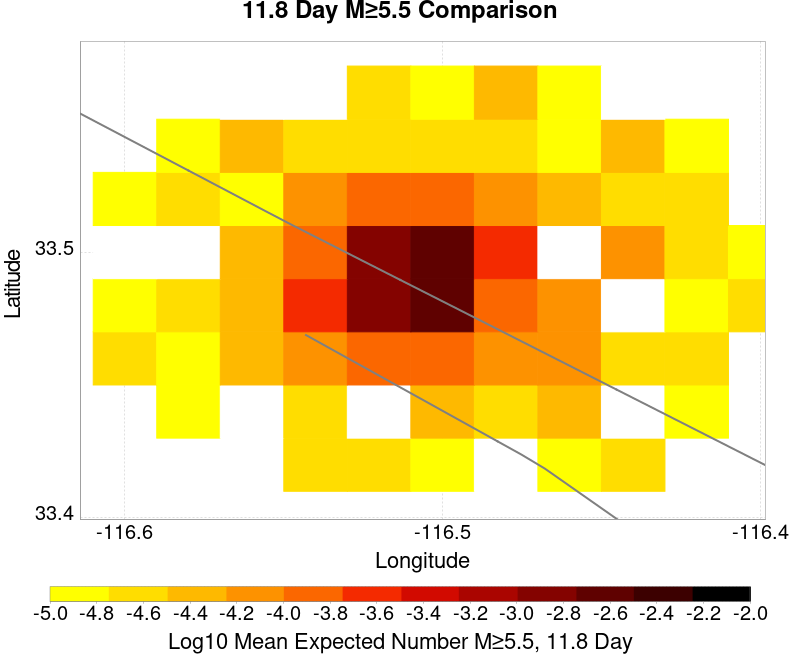 11.8 Day M≥5.5 Comparison
Latitude
33.5
33.4
-116.6 -116.5 -116.4
Longitude
-5.0 -4.8 -4.6 -4.4 -4.2 -4.0 -3.8 -3.6 -3.4 -3.2 -3.0 -2.8 -2.6 -2.4 -2.2 -2.0
Log10 Mean Expected Number M≥5.5, 11.8 Day